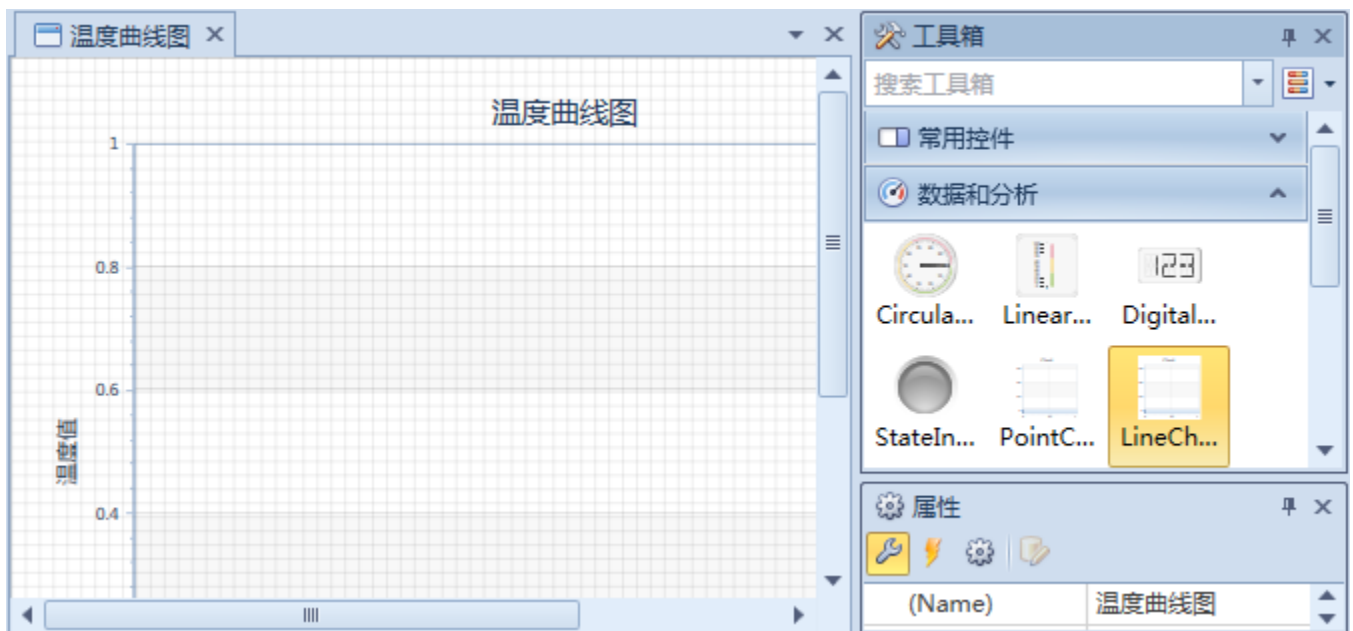 温度曲线图
温度曲线图
1
0.8
0.6
0.4
温度值
工具箱
搜索工具箱
常用控件
数据和分析
Circula... Linear... Digital...
123
StateIn... PointC... LineCh...
属性
(Name) 温度曲线图